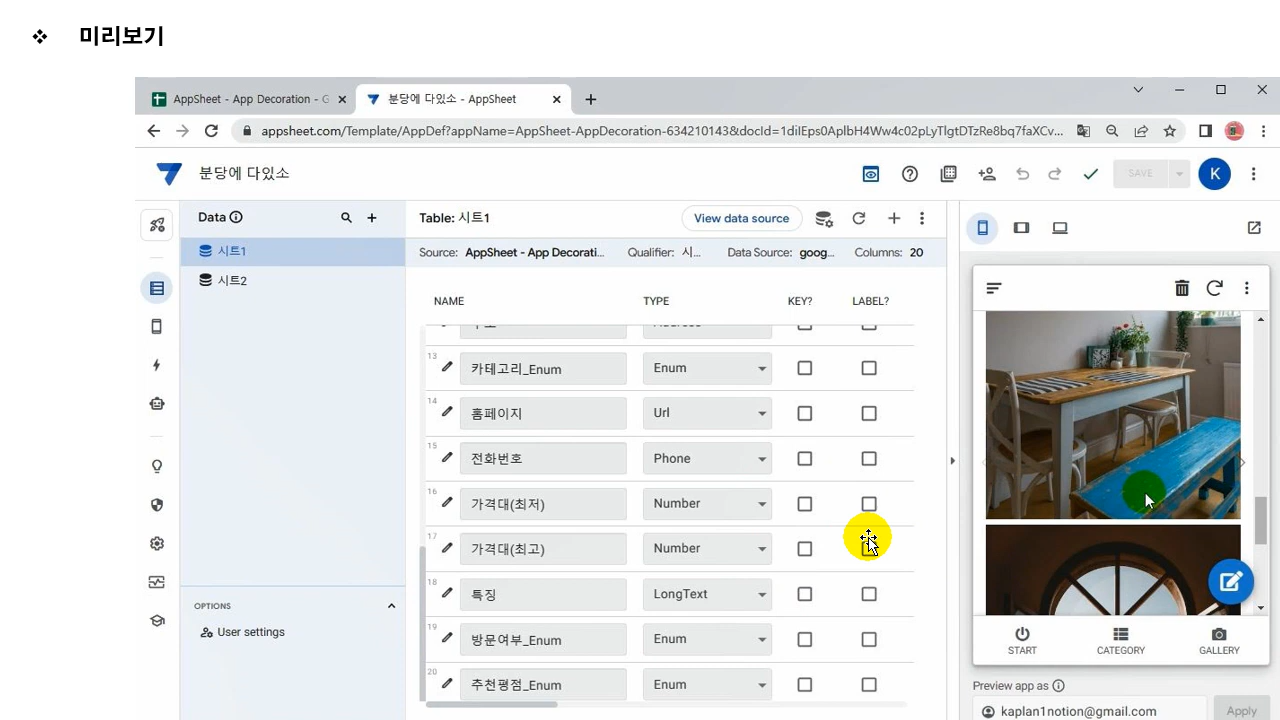 ❖ 미리보기
AppSheet - App Decoration - G
분당에 다있소 - AppSheet
appsheet.com/Template/AppDef?appName=AppSheet-AppDecoration-634210143&docId=1diIEps0AplbH4Ww4c02pLyTlgtDTzRe8bq7faXCv...
분당에 다있소
SAVE
K
Data
시트1
시트2
OPTIONS
User settings
Table: 시트1
View data source
Source: AppSheet - App Decorati... Qualifier: 시... Data Source: goog... Columns: 20
NAME TYPE KEY? LABEL?
13 카테고리_Enum Enum
14 홈페이지 Url
15 전화번호 Phone
16 가격대(최저) Number
17 가격대(최고) Number
18 특징 LongText
19 방문여부_Enum Enum
20 추천평점_Enum Enum
START CATEGORY GALLERY
Preview app as
kaplan1notion@gmail.com Apply